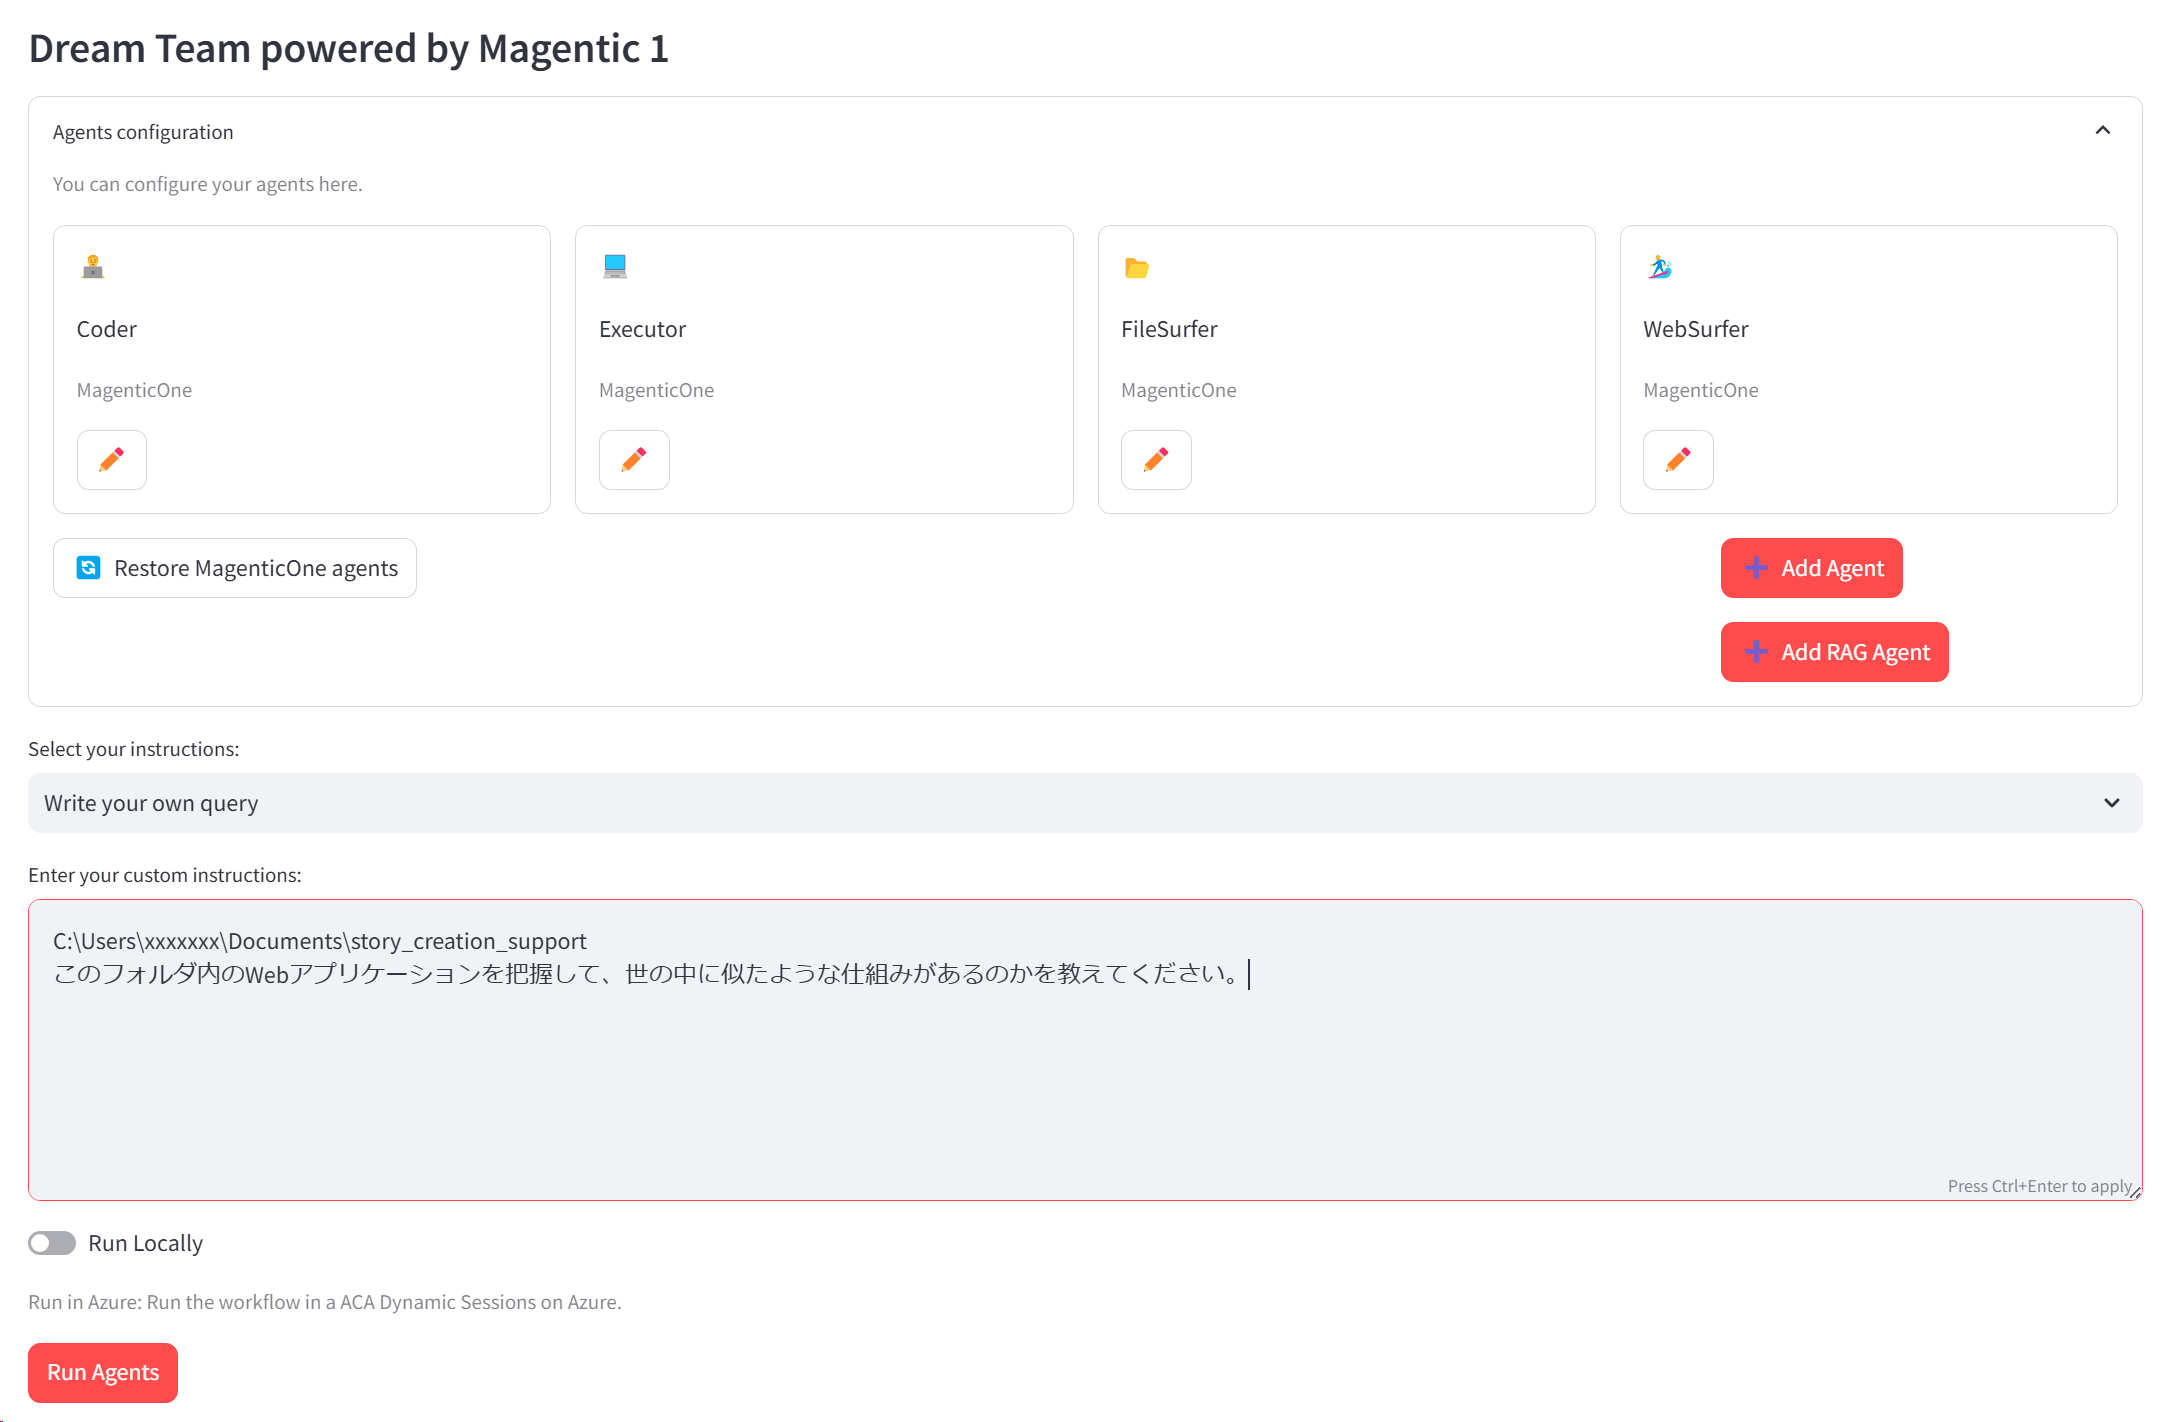 Dream Team powered by Magentic 1
Agents configuration
You can configure your agents here.
Coder
MagenticOne
Executor
MagenticOne
FileSurfer
MagenticOne
WebSurfer
MagenticOne
Restore MagenticOne agents
Add Agent
Add RAG Agent
Select your instructions:
Write your own query
Enter your custom instructions:
C:\Users\xxxxxxx\Documents\story_creation_support
このフォルダ内のWebアプリケーションを把握して、世の中に似たような仕組みがあるのかを教えてください。
Press Ctrl+Enter to apply
Run Locally
Run in Azure: Run the workflow in a ACA Dynamic Sessions on Azure.
Run Agents